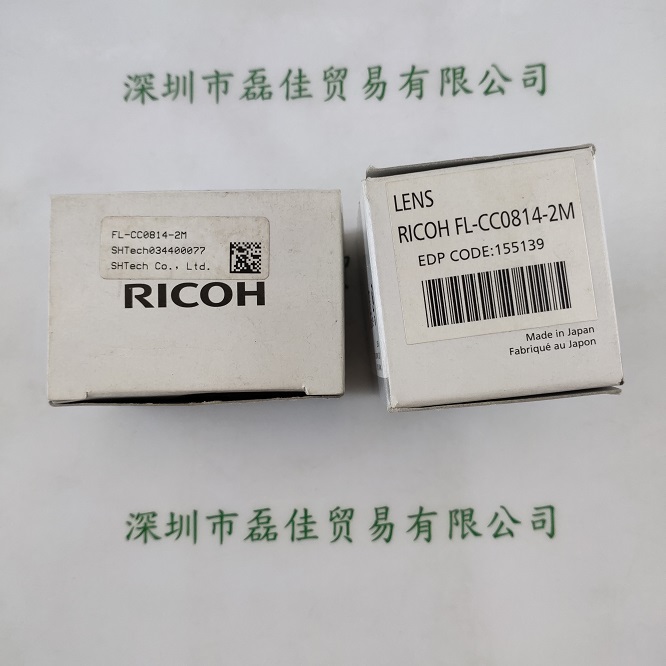 深圳市磊佳贸易有限公司
FL-CC0814-2M
SHTech034400077
SHTech Co., Ltd.
RICOH
LENS
RICOH FL-CC0814-2M
EDP CODE:155139
Made in Japan
Fabriqué au Japon
深圳市磊佳贸易有限公司